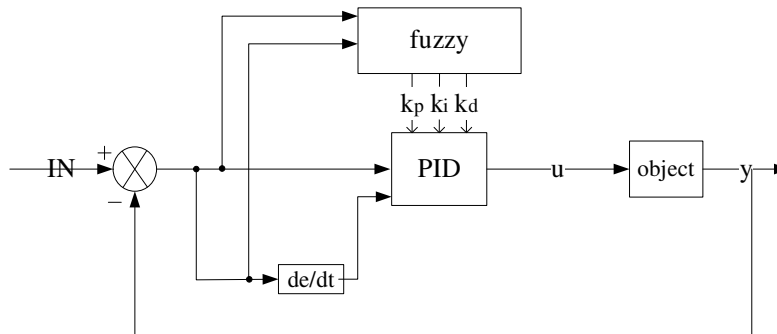 fuzzy
kp ki kd
+
IN
PID
u
object
y
−
de/dt